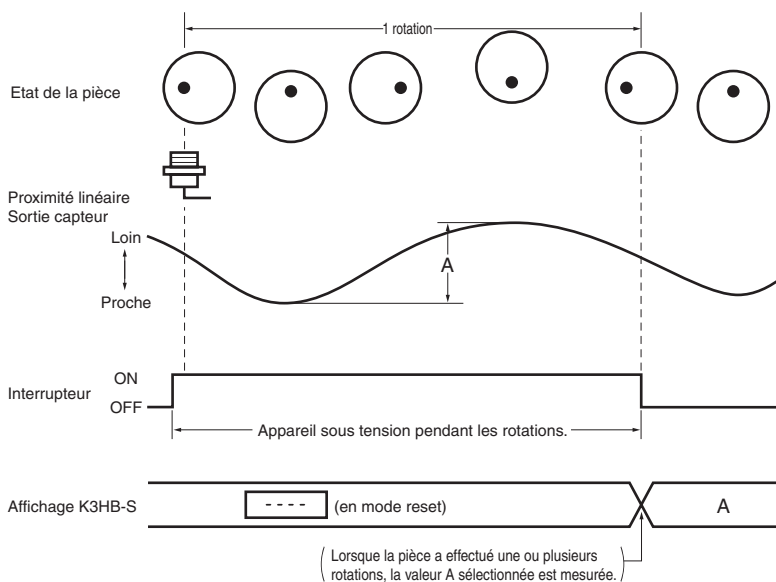 1 rotation
Etat de la pièce
Proximité linéaire
Sortie capteur
Loin
A
Proche
ON
Interrupteur
OFF
Appareil sous tension pendant les rotations.
Affichage K3HB-S
- - - - (en mode reset)
A
( Lorsque la pièce a effectué une ou plusieurs
rotations, la valeur A sélectionnée est mesurée. )